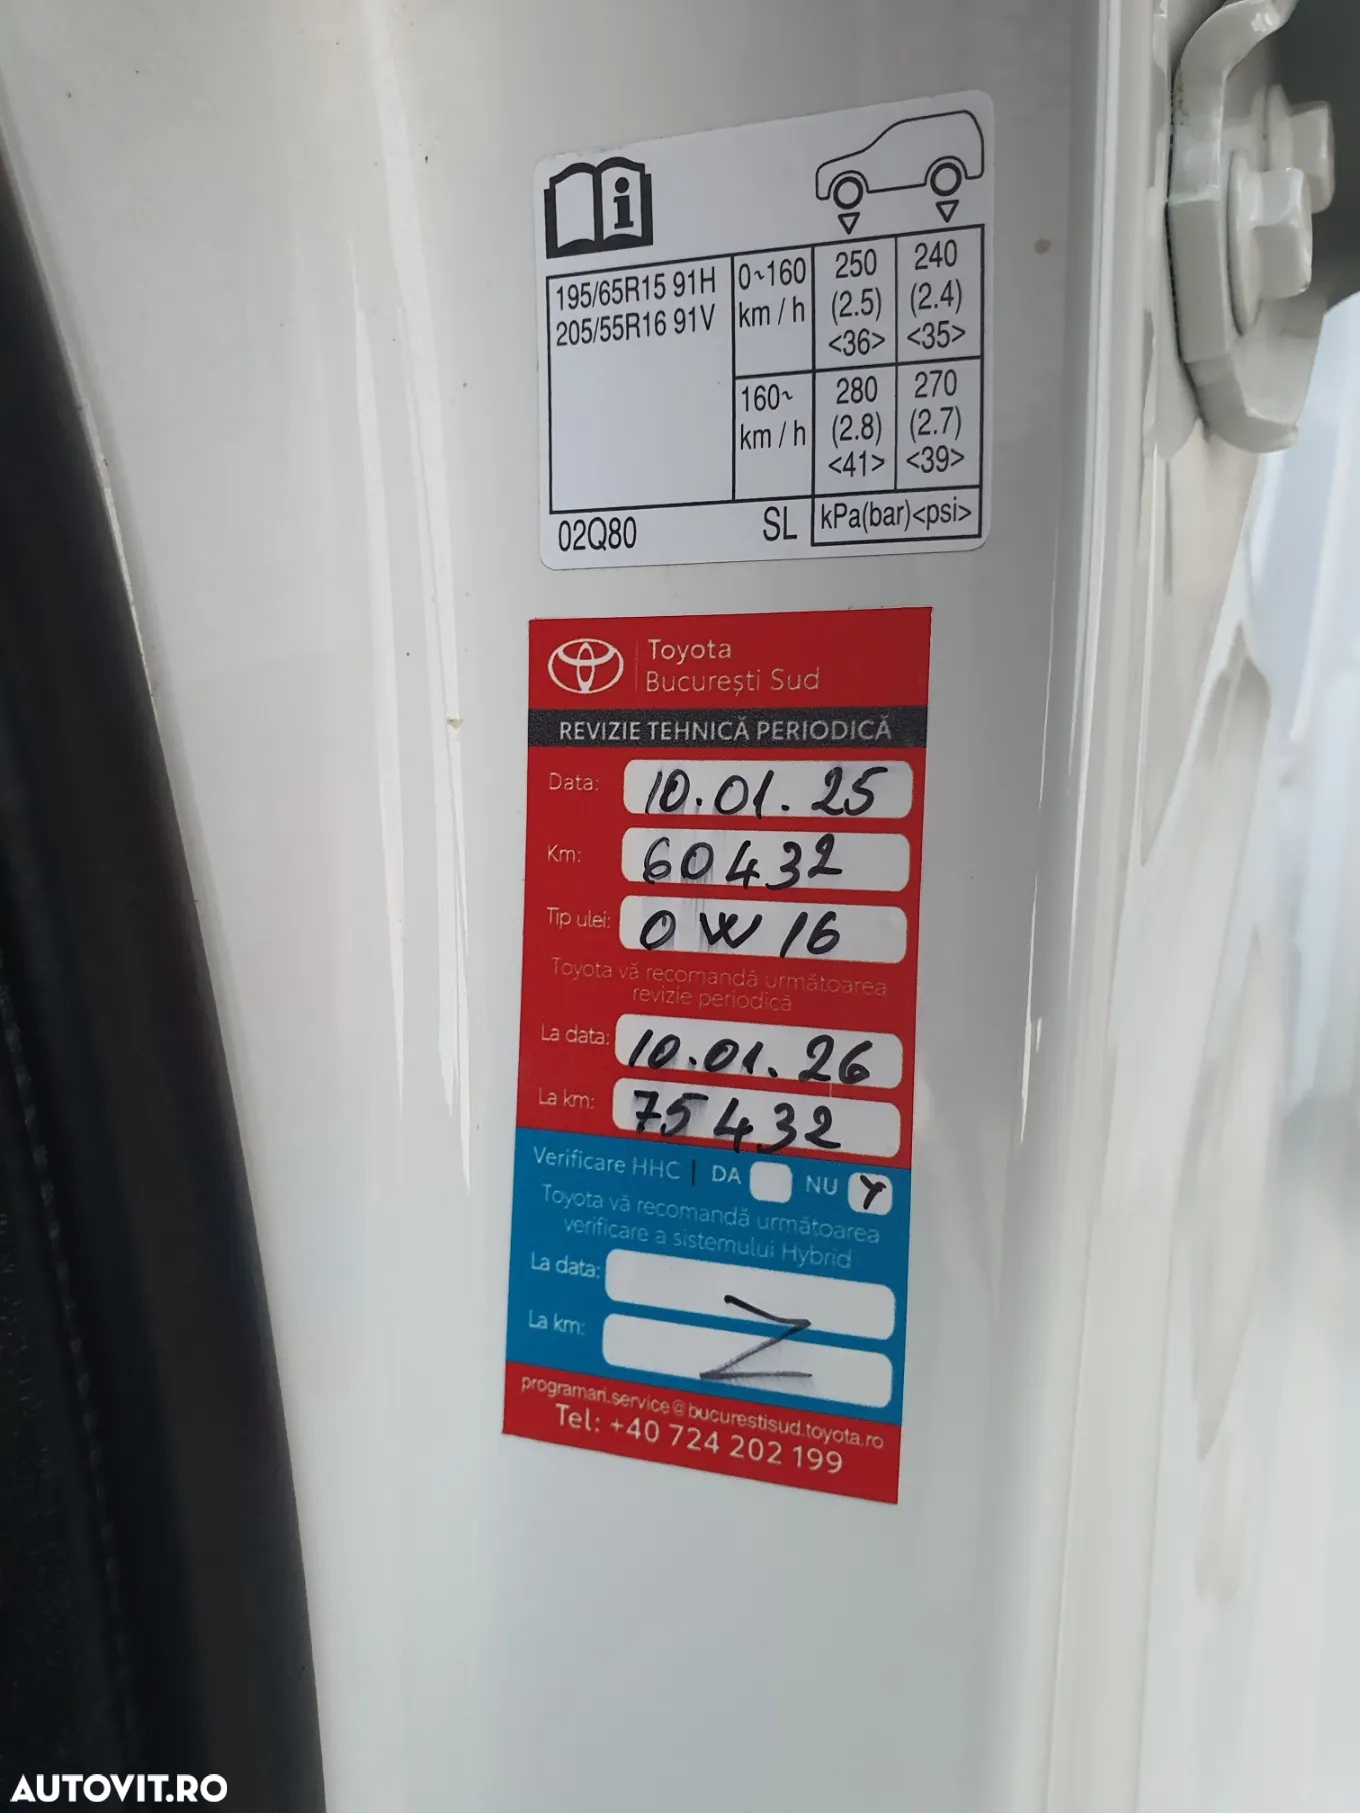 195/65R15 91H
205/55R16 91V
0~160 km / h
250 (2.5) <36>
240 (2.4) <35>
160~ km / h
280 (2.8) <41>
270 (2.7) <39>
02Q80 SL kPa(bar)<psi>
Toyota
București Sud
REVIZIE TEHNICĂ PERIODICĂ
Data: 10.01.25
Km: 60432
Tip ulei: 0W16
Toyota vă recomandă următoarea
revizie periodică
La data: 10.01.26
La km: 75432
Verificare HHC | DA NU
Toyota vă recomandă următoarea
verificare a sistemului Hybrid
La data:
La km:
programari.service@bucurestisud.toyota.ro
Tel: +40 724 202 199
AUTOVIT.RO